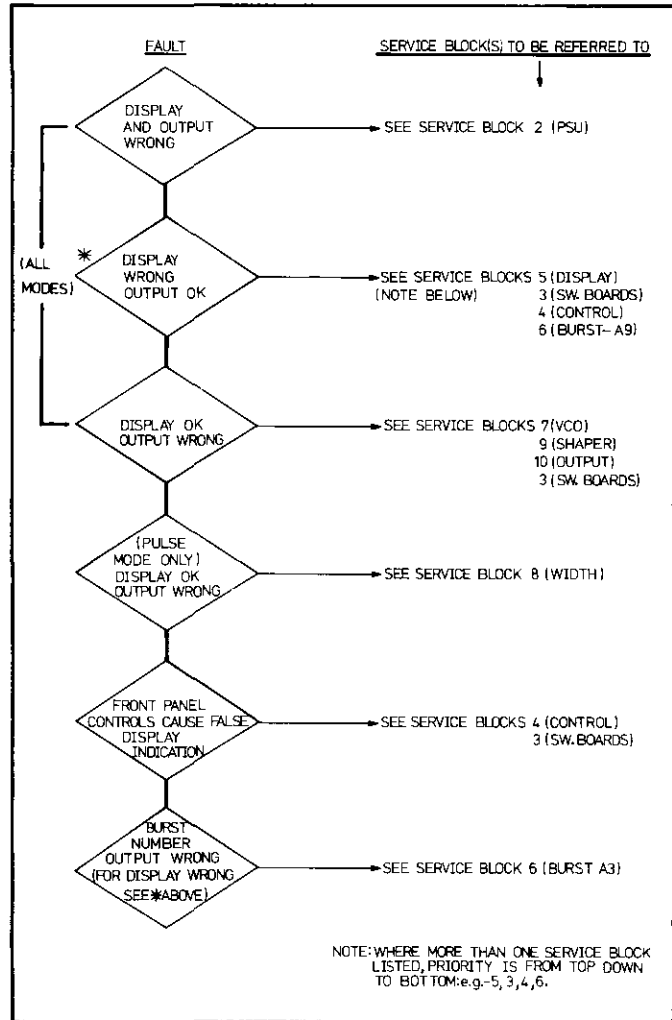 FAULT
SERVICE BLOCK(S) TO BE REFERRED TO
DISPLAY
AND OUTPUT
WRONG
SEE SERVICE BLOCK 2 (PSU)
(ALL
MODES)
*
DISPLAY
WRONG
OUTPUT OK
SEE SERVICE BLOCKS 5 (DISPLAY)
(NOTE BELOW) 3 (SW. BOARDS)
4 (CONTROL)
6 (BURST-A9)
DISPLAY OK
OUTPUT WRONG
SEE SERVICE BLOCKS 7 (VCO)
9 (SHAPER)
10 (OUTPUT)
3 (SW. BOARDS)
(PULSE
MODE ONLY)
DISPLAY OK
OUTPUT WRONG
SEE SERVICE BLOCK 8 (WIDTH)
FRONT PANEL
CONTROLS CAUSE FALSE
DISPLAY
INDICATION
SEE SERVICE BLOCKS 4 (CONTROL)
3 (SW. BOARDS)
BURST
NUMBER
OUTPUT WRONG
(FOR DISPLAY WRONG
SEE * ABOVE)
SEE SERVICE BLOCK 6 (BURST A3)
NOTE: WHERE MORE THAN ONE SERVICE BLOCK
LISTED, PRIORITY IS FROM TOP DOWN
TO BOTTOM: e.g.-5, 3, 4, 6.